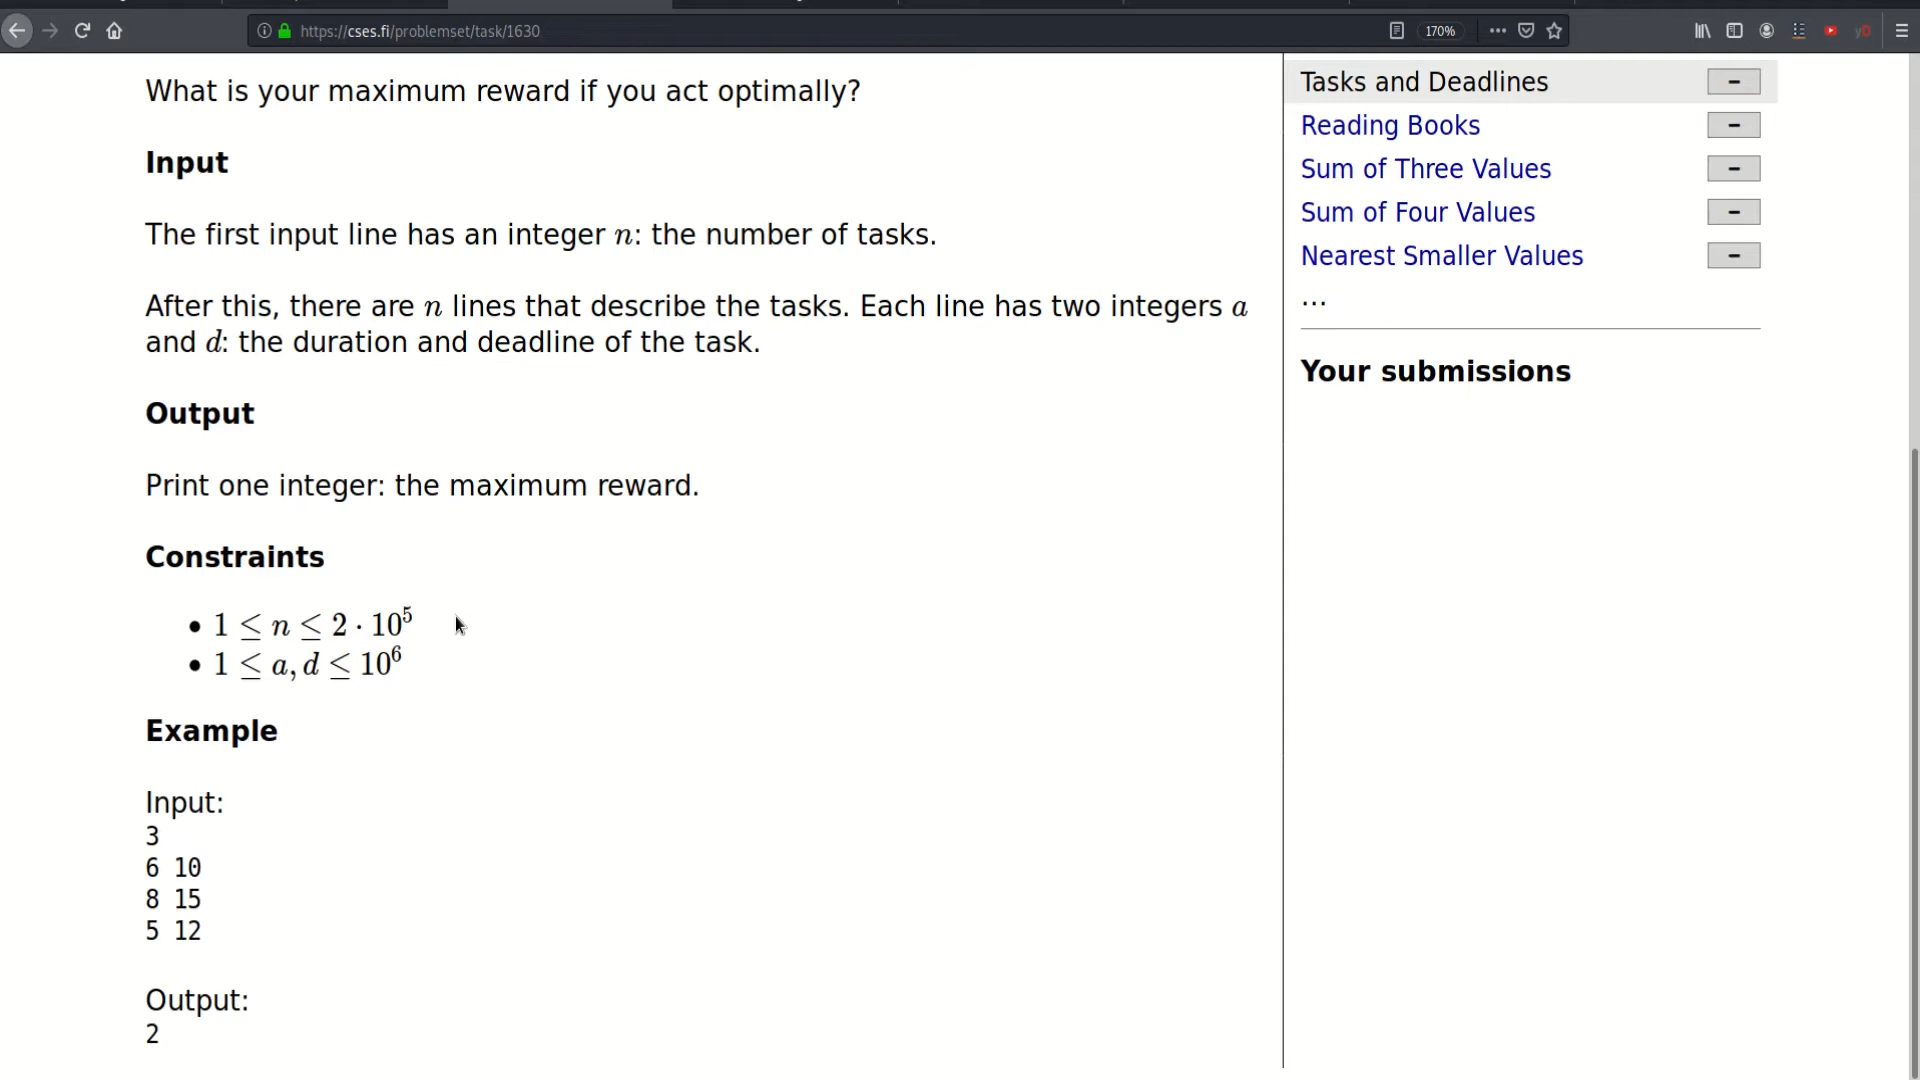 https://cses.fi/problemset/task/1630
170%
What is your maximum reward if you act optimally?
Input
The first input line has an integer n: the number of tasks.
After this, there are n lines that describe the tasks. Each line has two integers a
and d: the duration and deadline of the task.
Output
Print one integer: the maximum reward.
Constraints
• 1 ≤ n ≤ 2 · 10⁵
• 1 ≤ a, d ≤ 10⁶
Example
Input:
3
6 10
8 15
5 12
Output:
2
Tasks and Deadlines –
Reading Books –
Sum of Three Values –
Sum of Four Values –
Nearest Smaller Values –
...
Your submissions